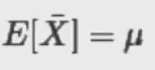 E[X̄] = μ